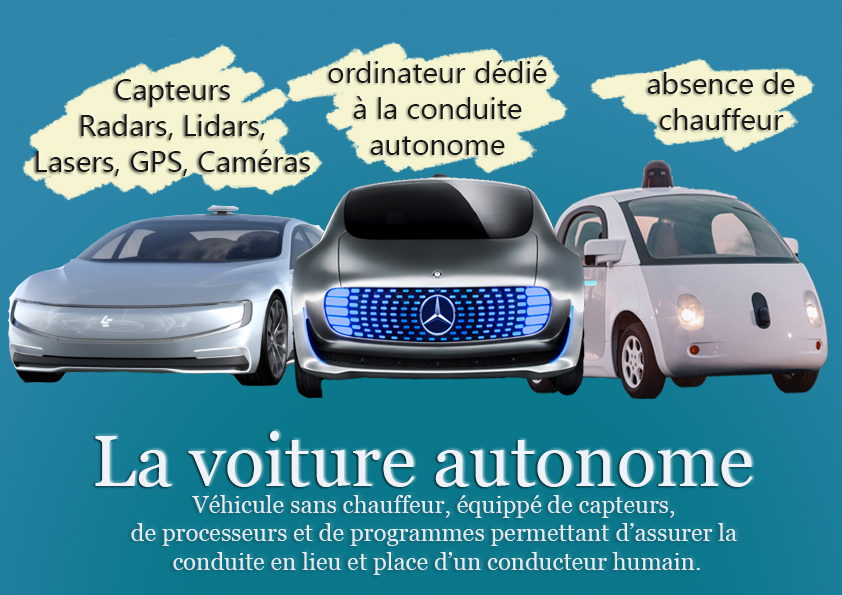 Capteurs
Radars, Lidars,
Lasers, GPS, Caméras
ordinateur dédié
à la conduite
autonome
absence de
chauffeur
La voiture autonome
Véhicule sans chauffeur, équippé de capteurs,
de processeurs et de programmes permettant d’assurer la
conduite en lieu et place d’un conducteur humain.